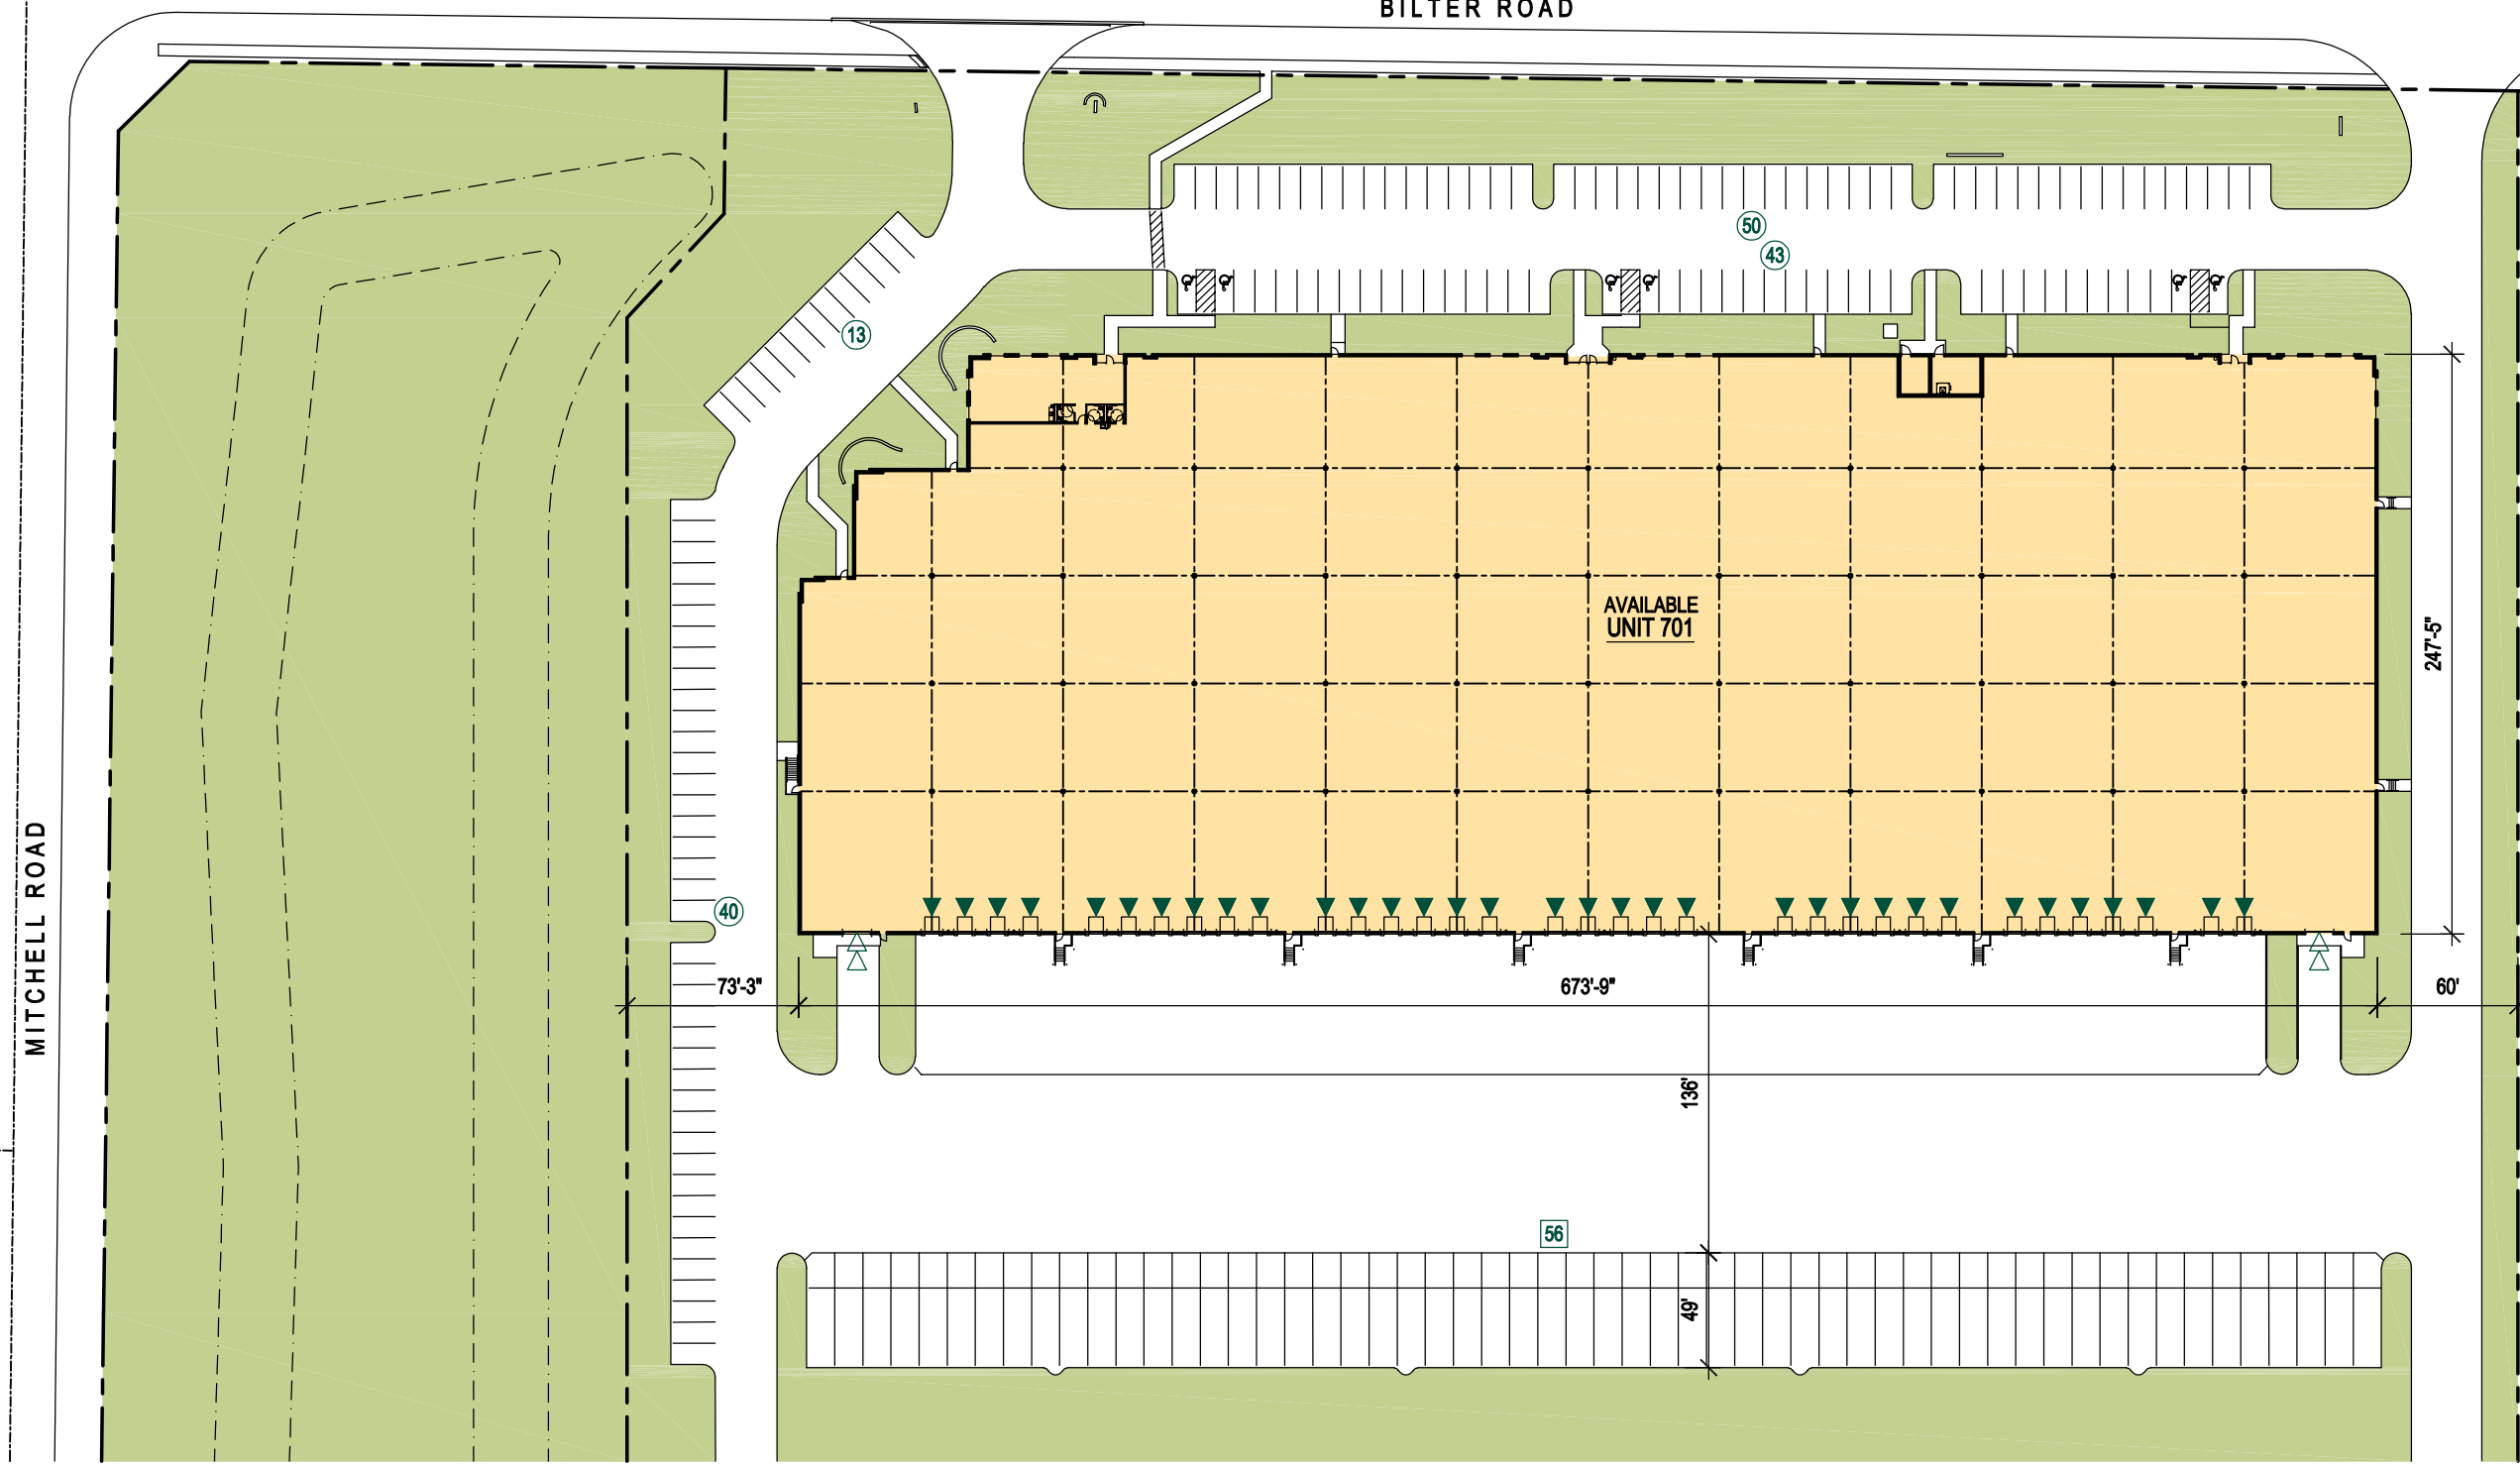 BILTER ROAD
50
43
13
AVAILABLE
UNIT 701
247'-5"
MITCHELL ROAD
40
73'-3"
673'-9"
60'
136'
56
49'